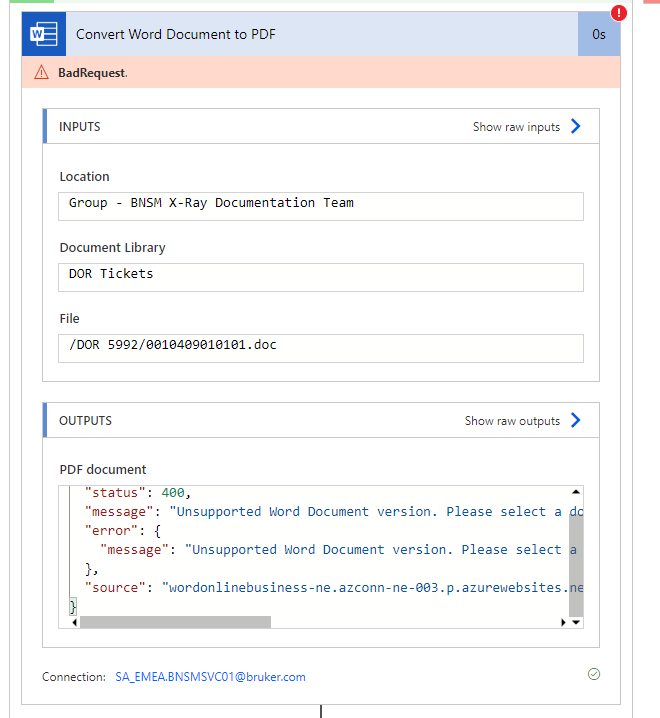 Convert Word Document to PDF
0s
BadRequest.
INPUTS
Show raw inputs
Location
Group - BNSM X-Ray Documentation Team
Document Library
DOR Tickets
File
/DOR 5992/0010409010101.doc
OUTPUTS
Show raw outputs
PDF document
"status": 400,
"message": "Unsupported Word Document version. Please select a do
"error": {
"message": "Unsupported Word Document version. Please select a
},
"source": "wordonlinebusiness-ne.azconn-ne-003.p.azurewebsites.ne
}
Connection: SA_EMEA.BNSMSVC01@bruker.com